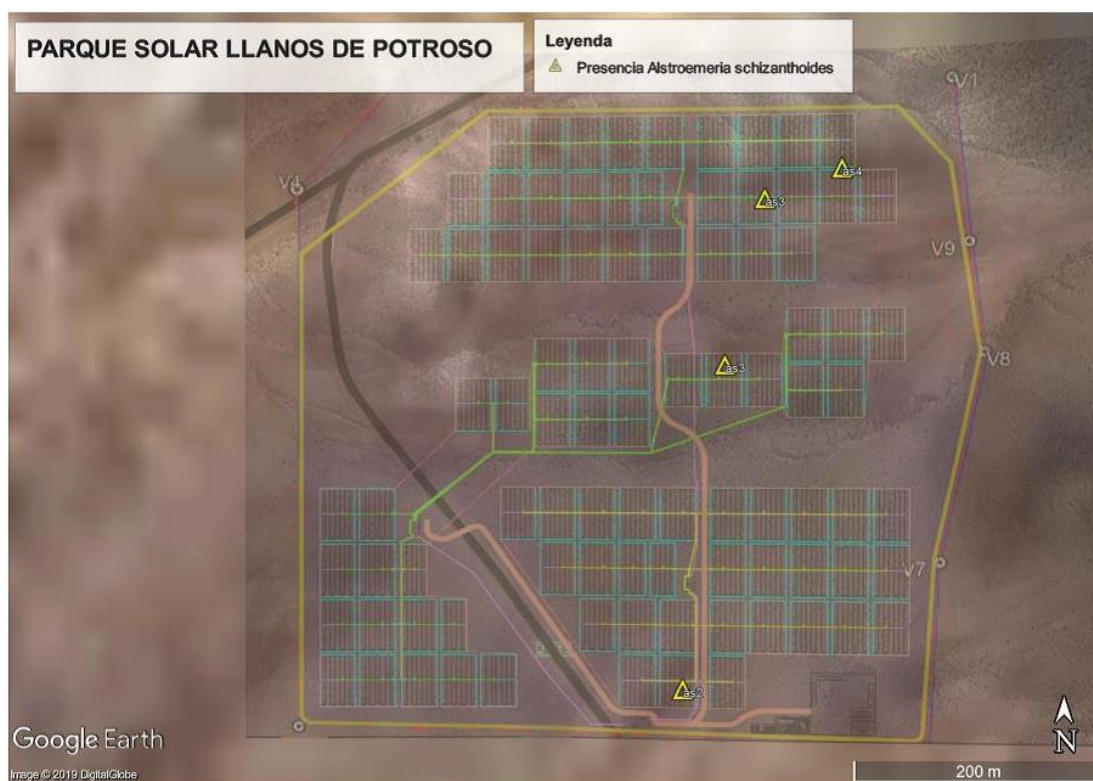 PARQUE SOLAR LLANOS DE POTROSO
Leyenda
Presencia Alstroemeria schizanthoides
V1
V4
as4
as3
V9
V8
as3
V7
as2
Google Earth
N
Image © 2019 DigitalGlobe
200 m